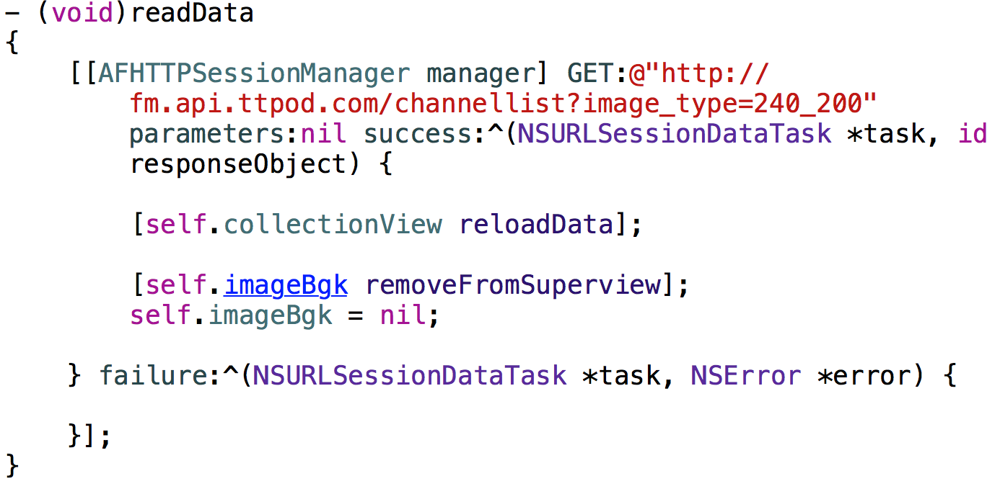 - (void)readData
{
[[AFHTTPSessionManager manager] GET:@"http://
fm.api.ttpod.com/channellist?image_type=240_200"
parameters:nil success:^(NSURLSessionDataTask *task, id
responseObject) {
[self.collectionView reloadData];
[self.imageBgk removeFromSuperview];
self.imageBgk = nil;
} failure:^(NSURLSessionDataTask *task, NSError *error) {
}];
}